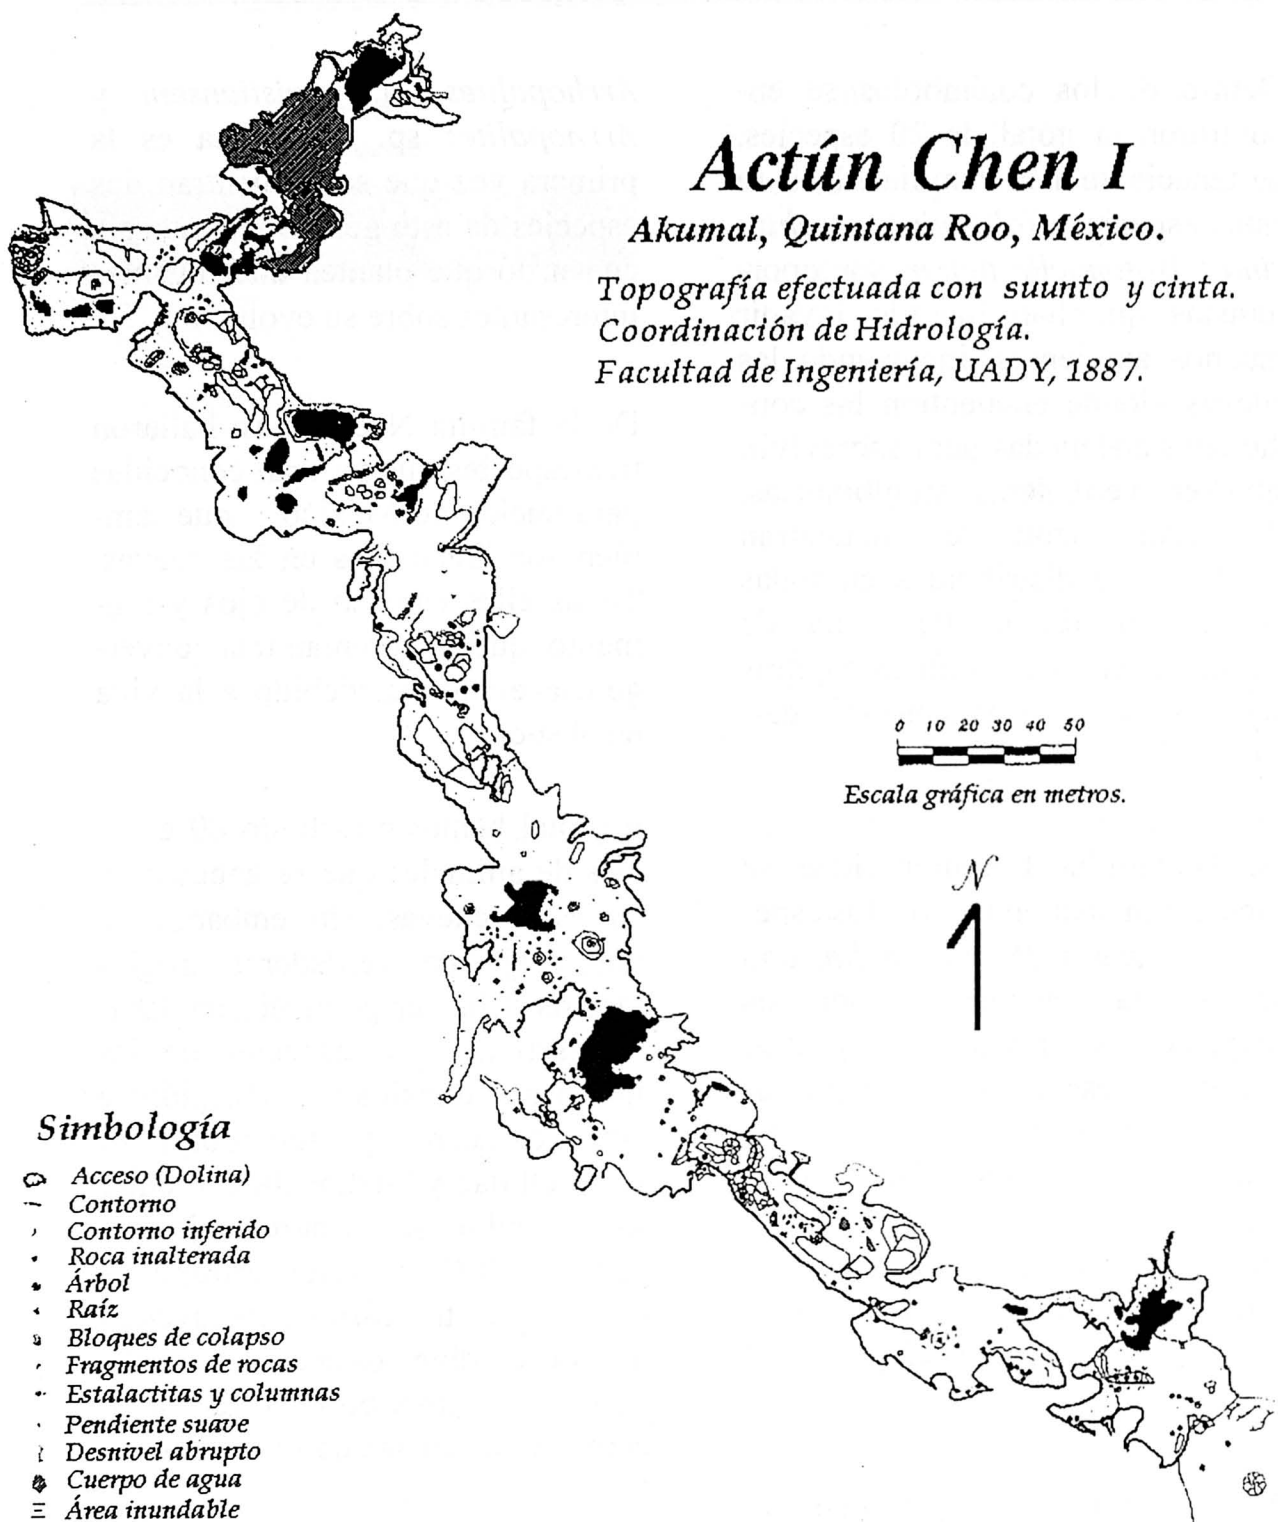 Actún Chen I
Akumal, Quintana Roo, México.
Topografía efectuada con suunto y cinta.
Coordinación de Hidrología.
Facultad de Ingeniería, UADY, 1887.
0 10 20 30 40 50
Escala gráfica en metros.
N
Simbología
Acceso (Dolina)
Contorno
Contorno inferido
Roca inalterada
Árbol
Raíz
Bloques de colapso
Fragmentos de rocas
Estalactitas y columnas
Pendiente suave
Desnivel abrupto
Cuerpo de agua
Área inundable